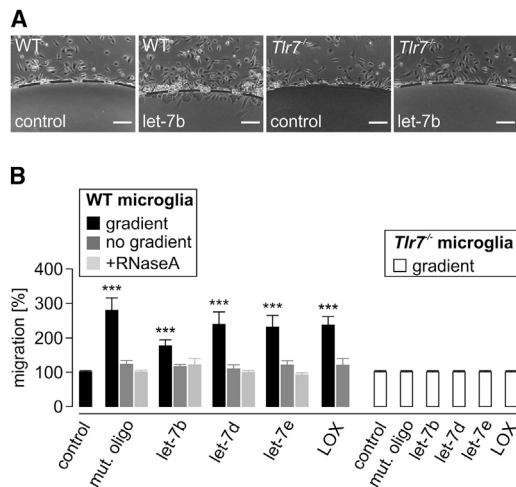 A
WT
WT
Tlr7-/-
Tlr7-/-
control
let-7b
control
let-7b
B
WT microglia
gradient
no gradient
+RNaseA
Tlr7-/- microglia
gradient
migration [%]
400
300
200
100
0
***
***
***
***
***
control
mut. oligo
let-7b
let-7d
let-7e
LOX
control
mut. oligo
let-7b
let-7d
let-7e
LOX